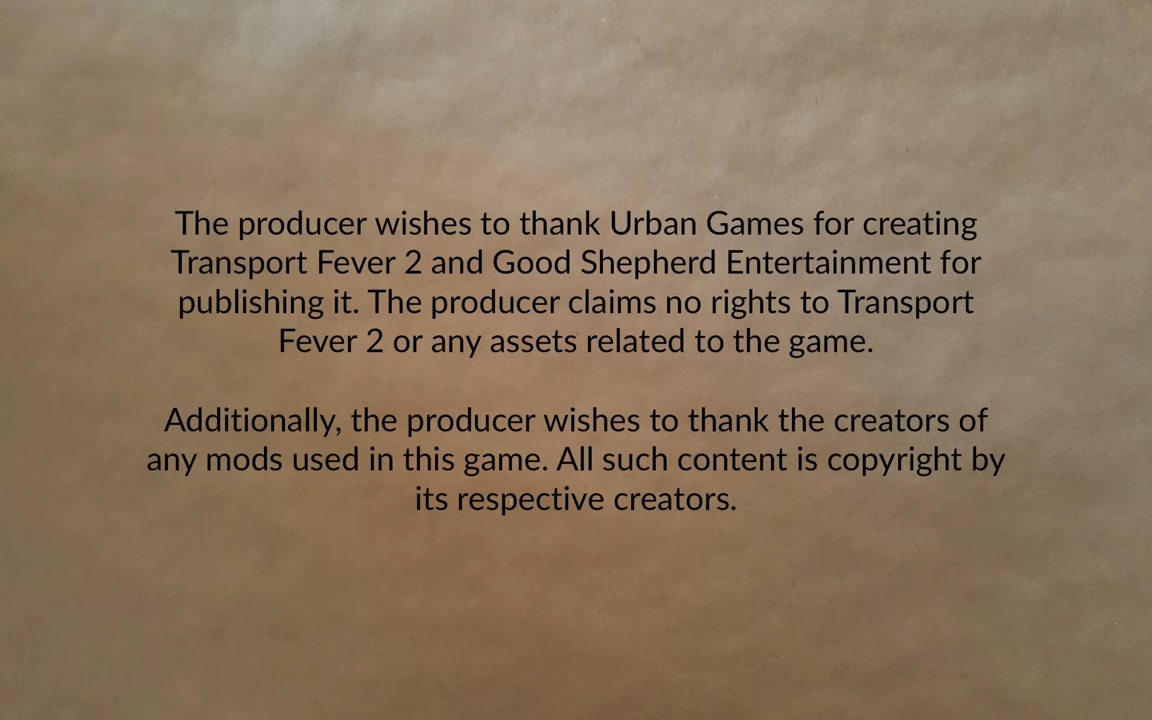 The producer wishes to thank Urban Games for creating
Transport Fever 2 and Good Shepherd Entertainment for
publishing it. The producer claims no rights to Transport
Fever 2 or any assets related to the game.
Additionally, the producer wishes to thank the creators of
any mods used in this game. All such content is copyright by
its respective creators.